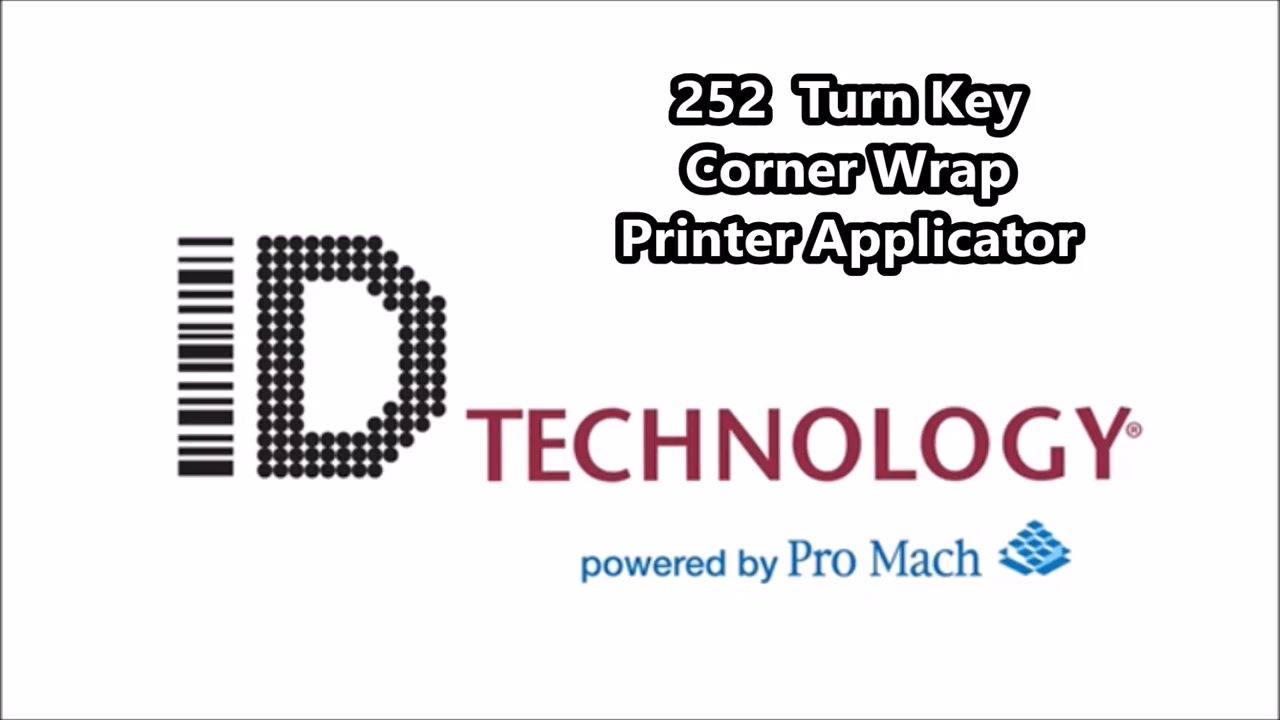 252 Turn Key
Corner Wrap
Printer Applicator
ID TECHNOLOGY®
powered by Pro Mach